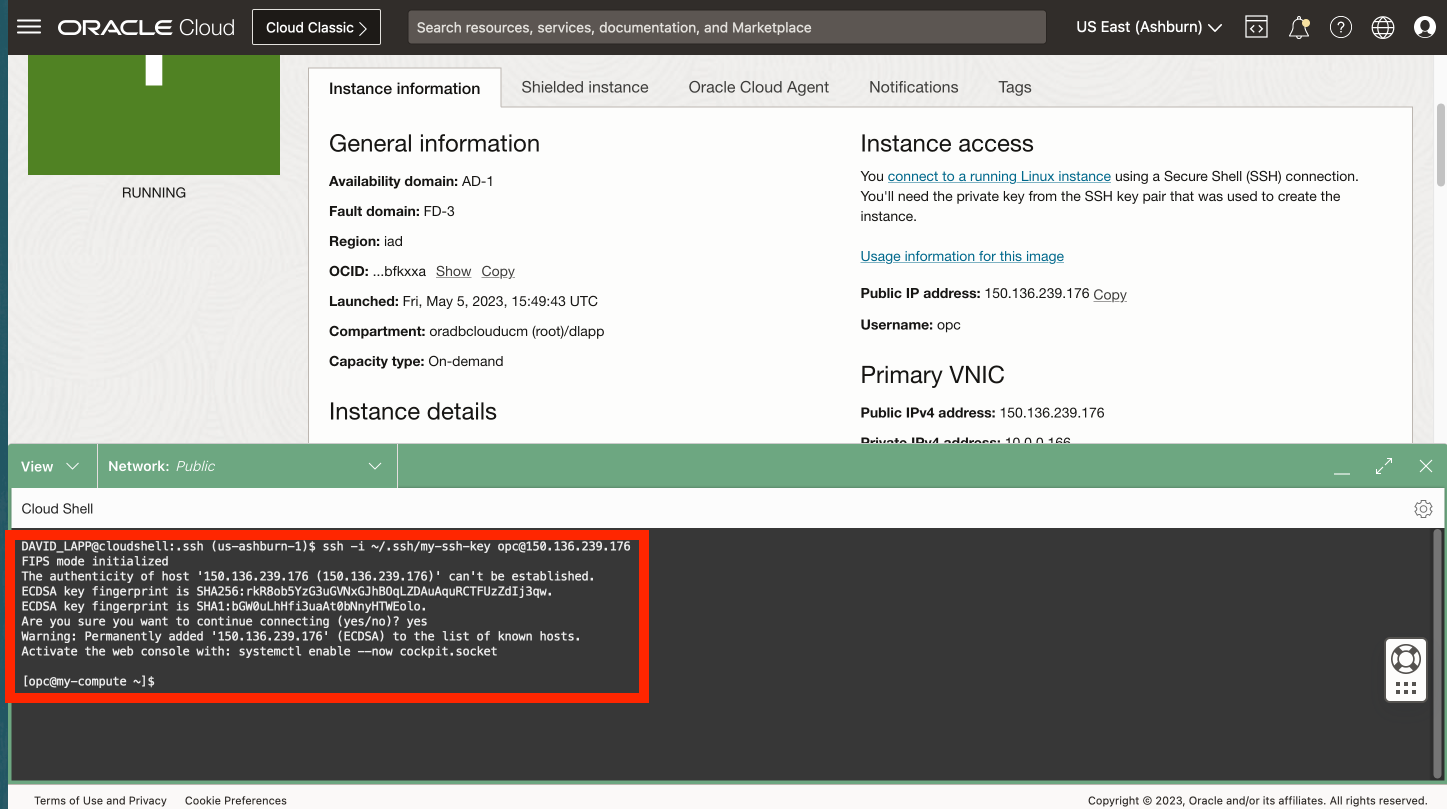 ORACLE Cloud
Cloud Classic
Search resources, services, documentation, and Marketplace
US East (Ashburn)
RUNNING
Instance information
Shielded instance
Oracle Cloud Agent
Notifications
Tags
General information
Availability domain: AD-1
Fault domain: FD-3
Region: iad
OCID: ...bfkxxa Show Copy
Launched: Fri, May 5, 2023, 15:49:43 UTC
Compartment: oradbclouducm (root)/dlapp
Capacity type: On-demand
Instance details
Instance access
You connect to a running Linux instance using a Secure Shell (SSH) connection.
You'll need the private key from the SSH key pair that was used to create the
instance.
Usage information for this image
Public IP address: 150.136.239.176 Copy
Username: opc
Primary VNIC
Public IPv4 address: 150.136.239.176
Private IPv4 address: 10.0.0.166
View
Network: Public
Cloud Shell
DAVID_LAPP@cloudshell:.ssh (us-ashburn-1)$ ssh -i ~/.ssh/my-ssh-key opc@150.136.239.176
FIPS mode initialized
The authenticity of host '150.136.239.176 (150.136.239.176)' can't be established.
ECDSA key fingerprint is SHA256:rkR8ob5YzG3uGVNxGJhBOqLZDAuAquRCTFUzZdIj3qw.
ECDSA key fingerprint is SHA1:bGW0uLhHfi3uaAt0bNnyHTWEolo.
Are you sure you want to continue connecting (yes/no)? yes
Warning: Permanently added '150.136.239.176' (ECDSA) to the list of known hosts.
Activate the web console with: systemctl enable --now cockpit.socket
[opc@my-compute ~]$
Terms of Use and Privacy
Cookie Preferences
Copyright © 2023, Oracle and/or its affiliates. All rights reserved.